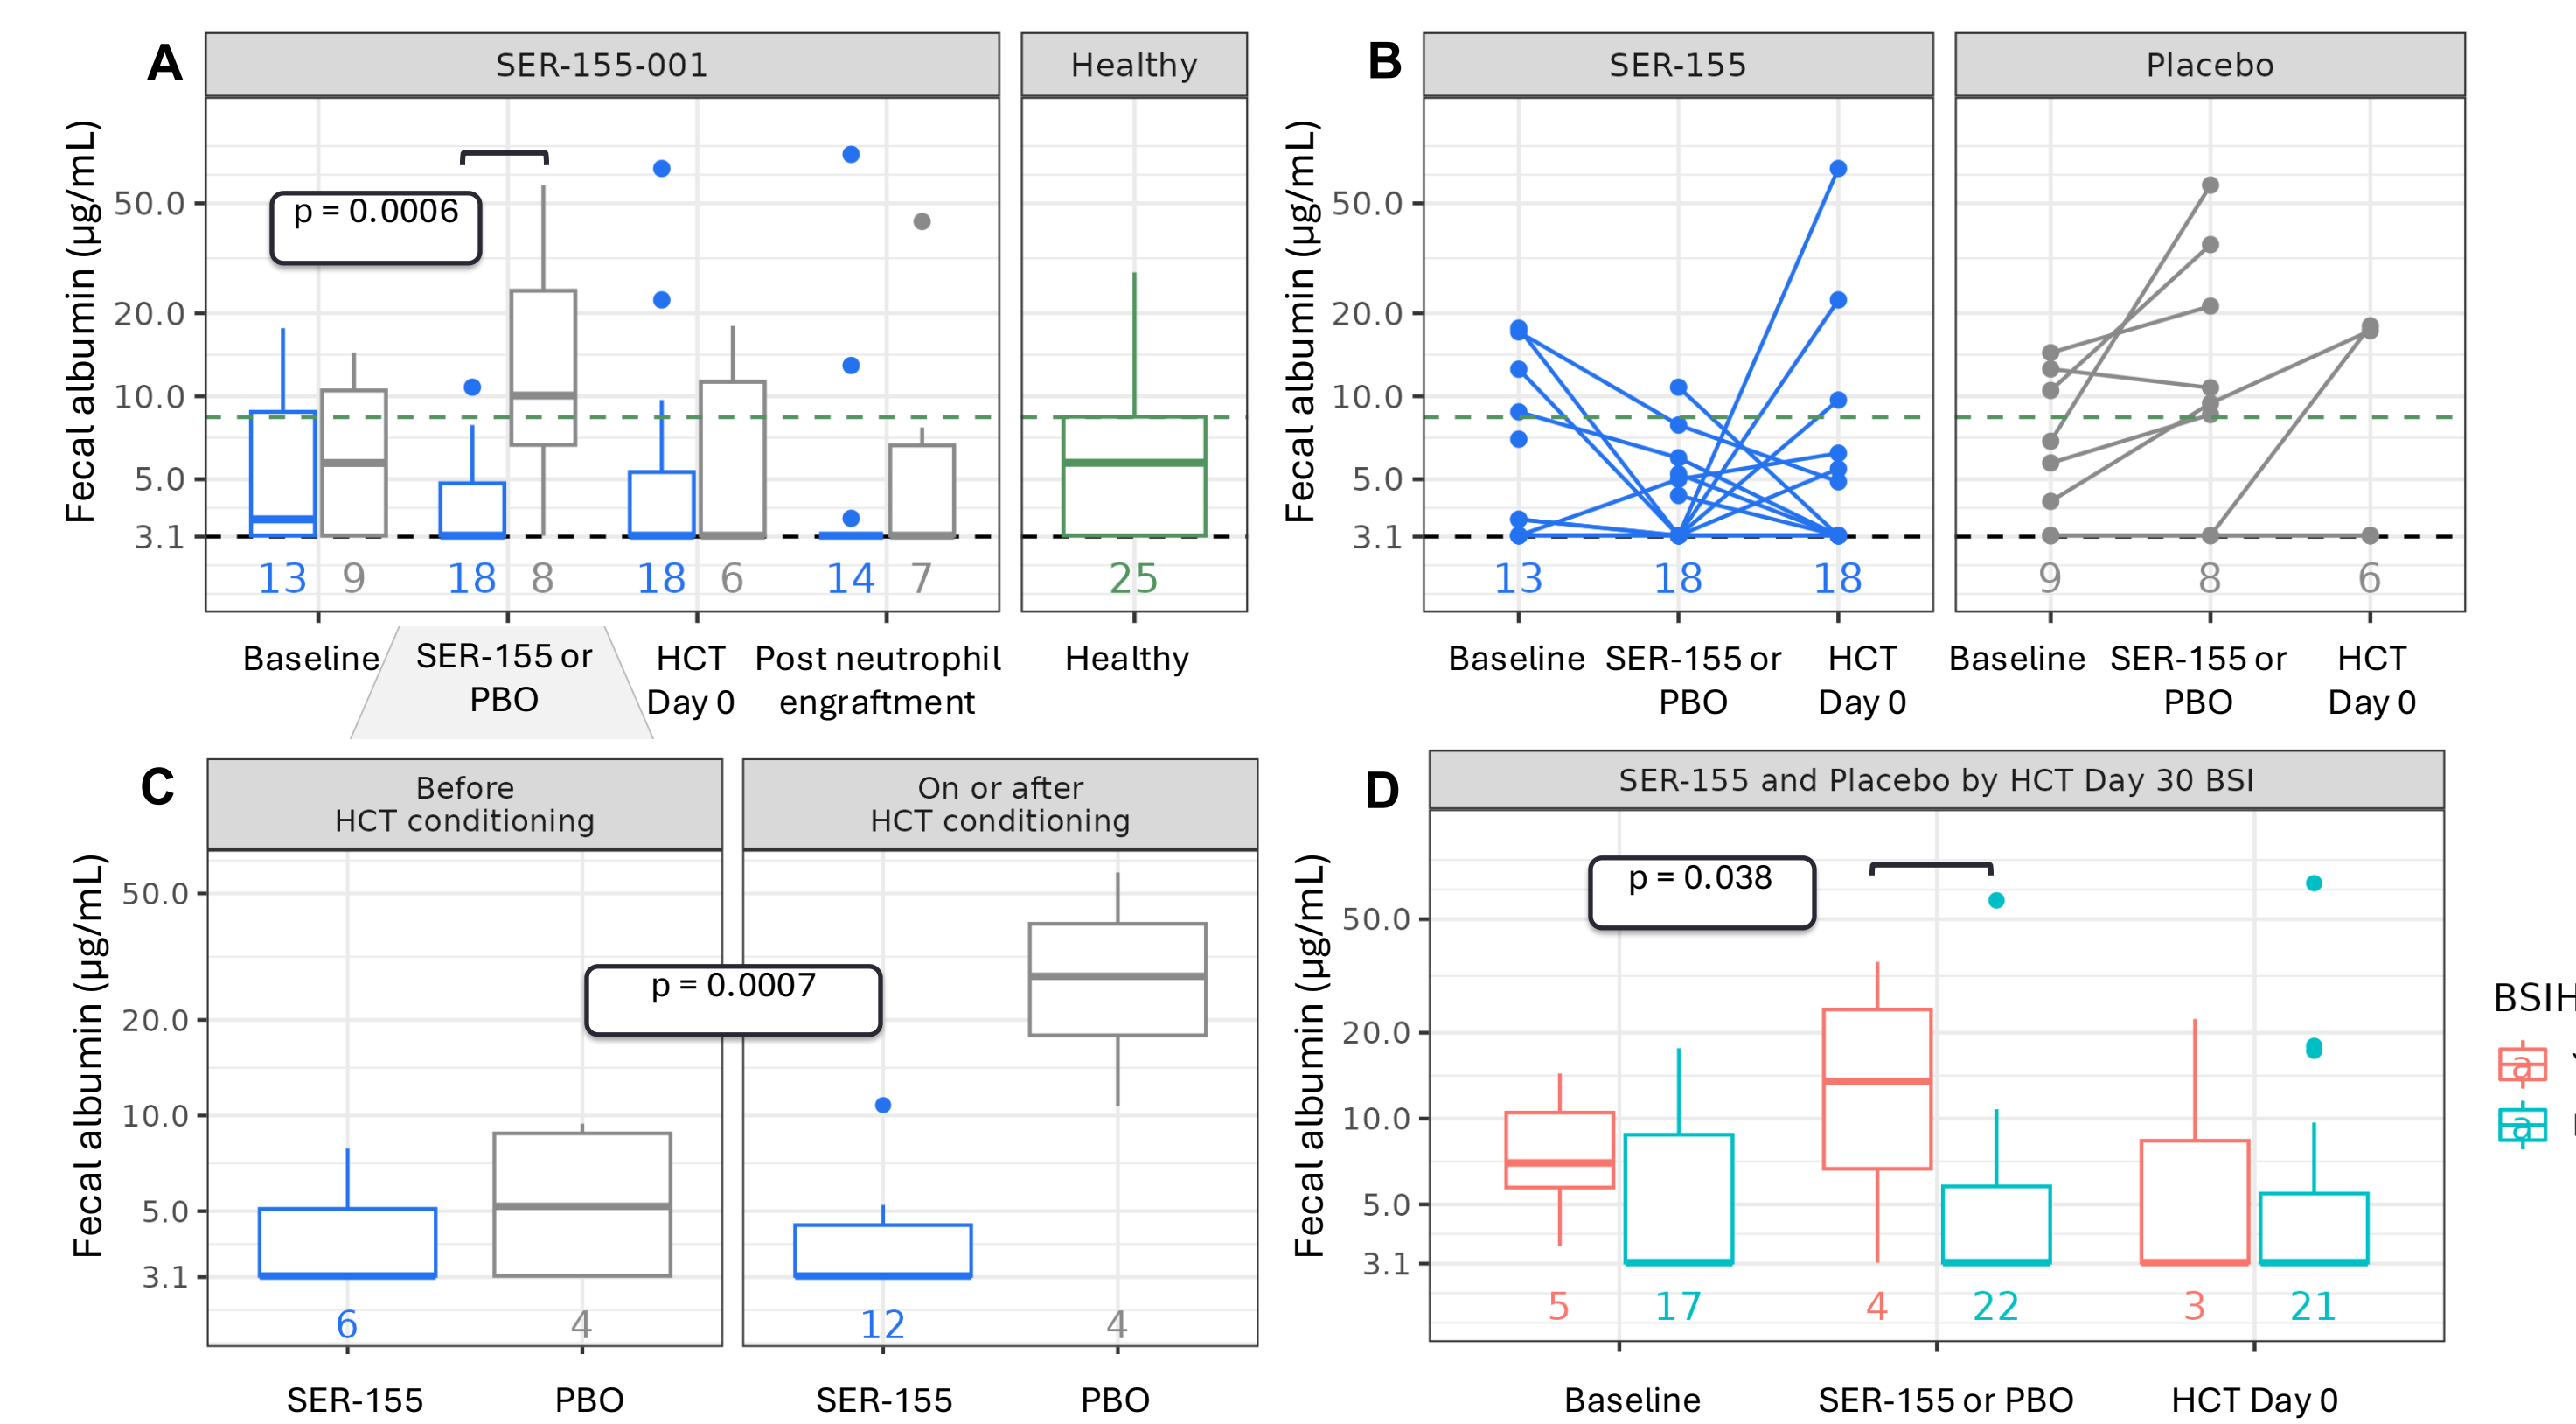 A
SER-155-001
Healthy
Fecal albumin (µg/mL)
50.0
20.0
10.0
5.0
3.1
p = 0.0006
13 9 18 8 18 6 14 7 25
Baseline
SER-155 or
PBO
HCT
Day 0
Post neutrophil
engraftment
Healthy
B
SER-155
Placebo
Fecal albumin (µg/mL)
50.0
20.0
10.0
5.0
3.1
13 18 18 9 8 6
Baseline
SER-155 or
PBO
HCT
Day 0
Baseline
SER-155 or
PBO
HCT
Day 0
C
Before
HCT conditioning
On or after
HCT conditioning
Fecal albumin (µg/mL)
50.0
20.0
10.0
5.0
3.1
p = 0.0007
6 4 12 4
SER-155 PBO SER-155 PBO
D
SER-155 and Placebo by HCT Day 30 BSI
Fecal albumin (µg/mL)
50.0
20.0
10.0
5.0
3.1
p = 0.038
5 17 4 22 3 21
Baseline SER-155 or PBO HCT Day 0
a
a